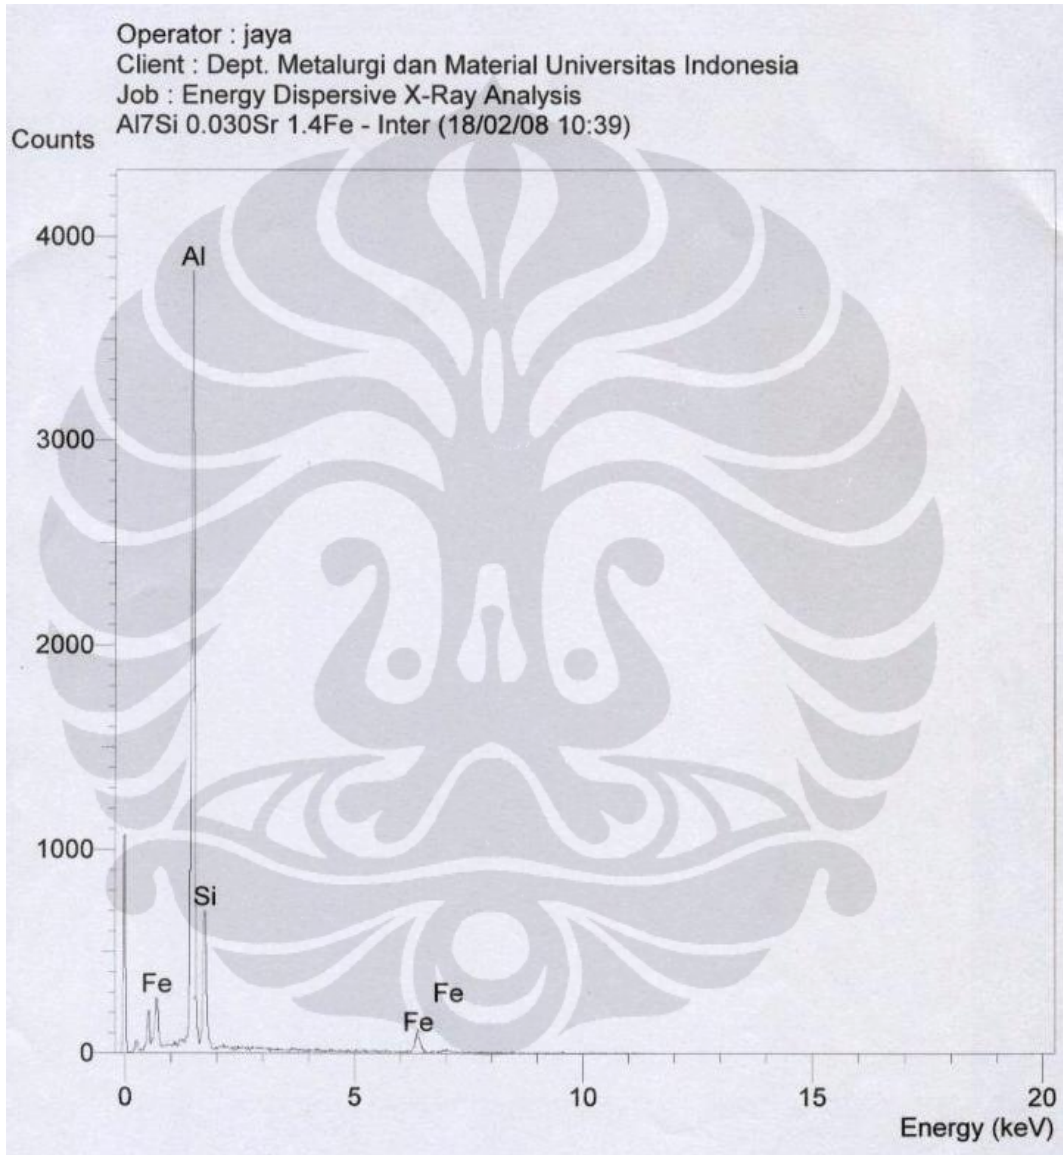 Operator : jaya
Client : Dept. Metalurgi dan Material Universitas Indonesia
Job : Energy Dispersive X-Ray Analysis
Al7Si 0.030Sr 1.4Fe - Inter (18/02/08 10:39)
Counts
4000
Al
3000
2000
1000
Si
Fe
Fe
Fe
0
0 5 10 15 20
Energy (keV)